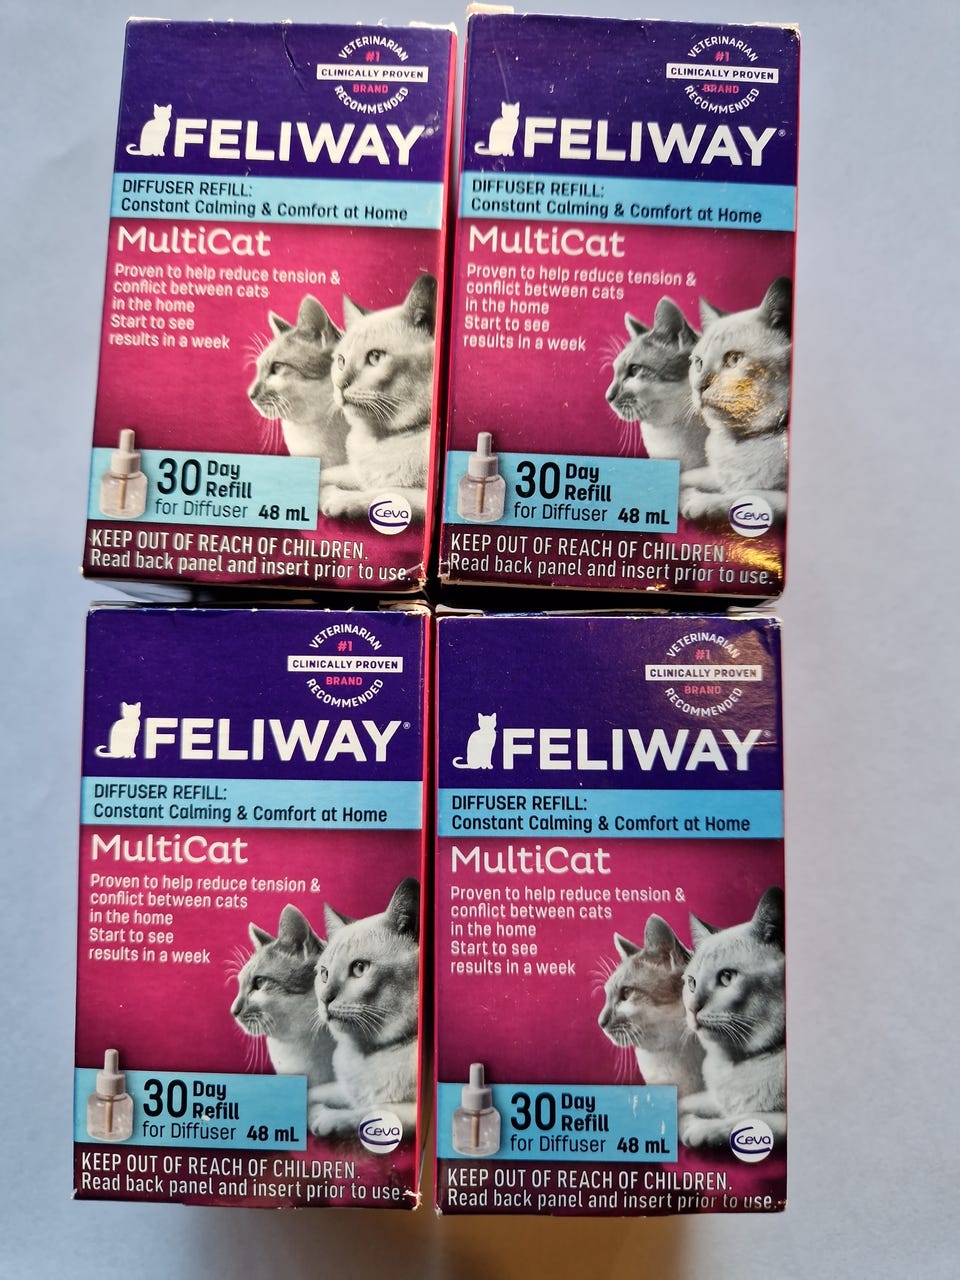 VETERINARIAN
#1
CLINICALLY PROVEN
BRAND
RECOMMENDED
FELIWAY®
DIFFUSER REFILL:
Constant Calming & Comfort at Home
MultiCat
Proven to help reduce tension &
conflict between cats
in the home
Start to see
results in a week
30 Day
Refill
for Diffuser 48 mL
Ceva
KEEP OUT OF REACH OF CHILDREN.
Read back panel and insert prior to use.
VETERINARIAN
#1
CLINICALLY PROVEN
BRAND
RECOMMENDED
FELIWAY®
DIFFUSER REFILL:
Constant Calming & Comfort at Home
MultiCat
Proven to help reduce tension &
conflict between cats
in the home
Start to see
results in a week
30 Day
Refill
for Diffuser 48 mL
Ceva
KEEP OUT OF REACH OF CHILDREN.
Read back panel and insert prior to use.
VETERINARIAN
#1
CLINICALLY PROVEN
BRAND
RECOMMENDED
FELIWAY®
DIFFUSER REFILL:
Constant Calming & Comfort at Home
MultiCat
Proven to help reduce tension &
conflict between cats
in the home
Start to see
results in a week
30 Day
Refill
for Diffuser 48 mL
Ceva
KEEP OUT OF REACH OF CHILDREN.
Read back panel and insert prior to use.
VETERINARIAN
#1
CLINICALLY PROVEN
BRAND
RECOMMENDED
FELIWAY®
DIFFUSER REFILL:
Constant Calming & Comfort at Home
MultiCat
Proven to help reduce tension &
conflict between cats
in the home
Start to see
results in a week
30 Day
Refill
for Diffuser 48 mL
Ceva
KEEP OUT OF REACH OF CHILDREN.
Read back panel and insert prior to use.